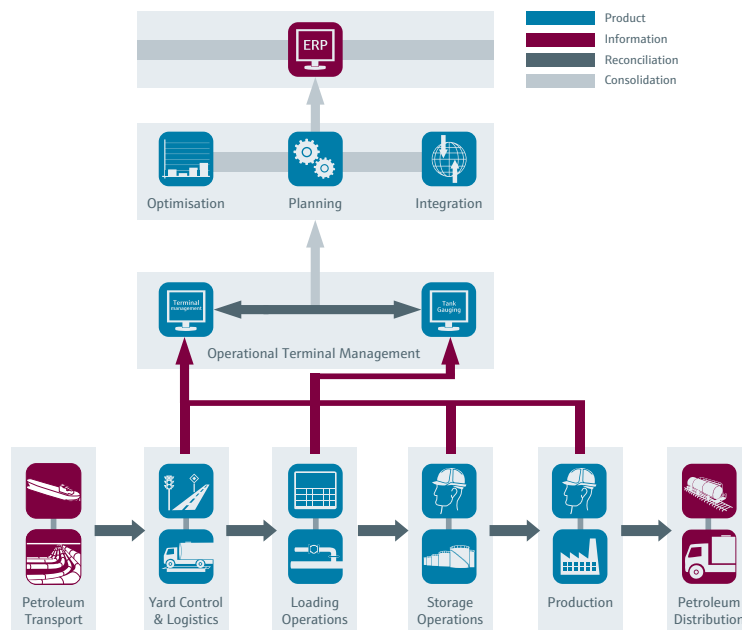 ERP
Product
Information
Reconciliation
Consolidation
Optimisation
Planning
Integration
Terminal
management
Tank
Gauging
Operational Terminal Management
Petroleum
Transport
Yard Control
& Logistics
Loading
Operations
Storage
Operations
Production
Petroleum
Distribution